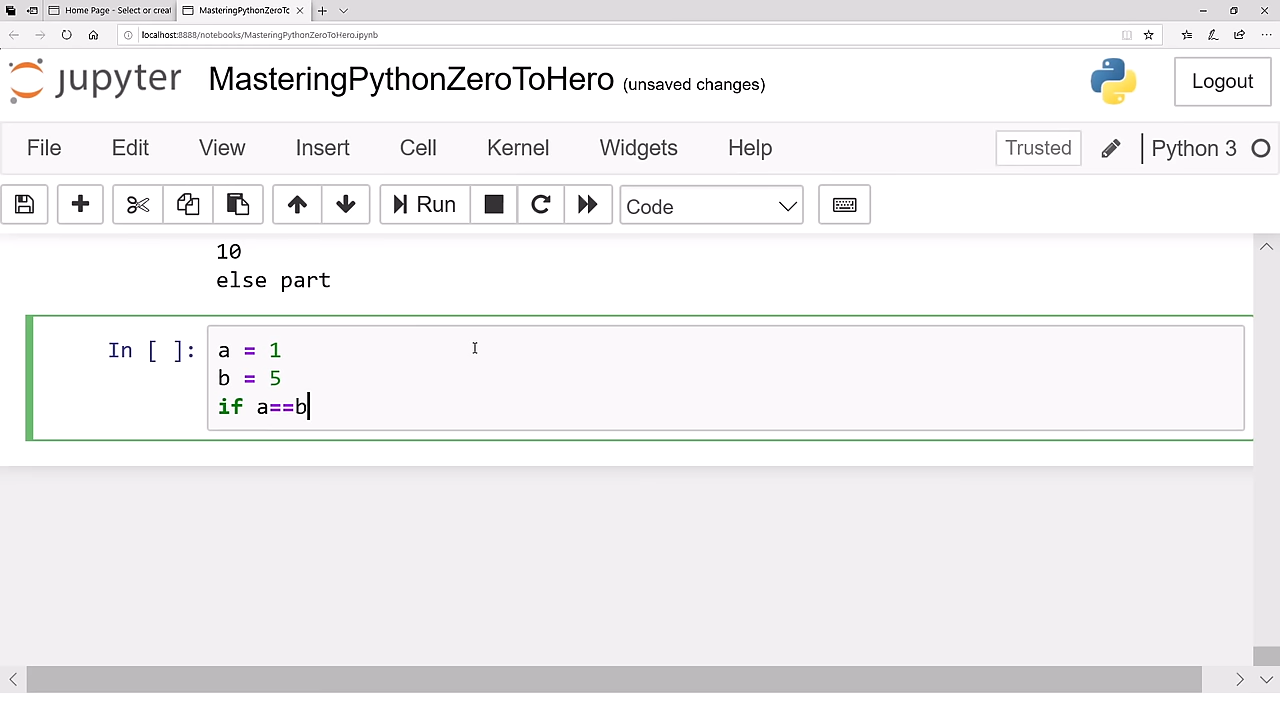 Home Page - Select or creat
MasteringPythonZeroTo
localhost:8888/notebooks/MasteringPythonZeroToHero.ipynb
jupyter MasteringPythonZeroToHero (unsaved changes) Logout
File Edit View Insert Cell Kernel Widgets Help Trusted Python 3
Run Code
10
else part
In [ ]: a = 1
b = 5
if a==b